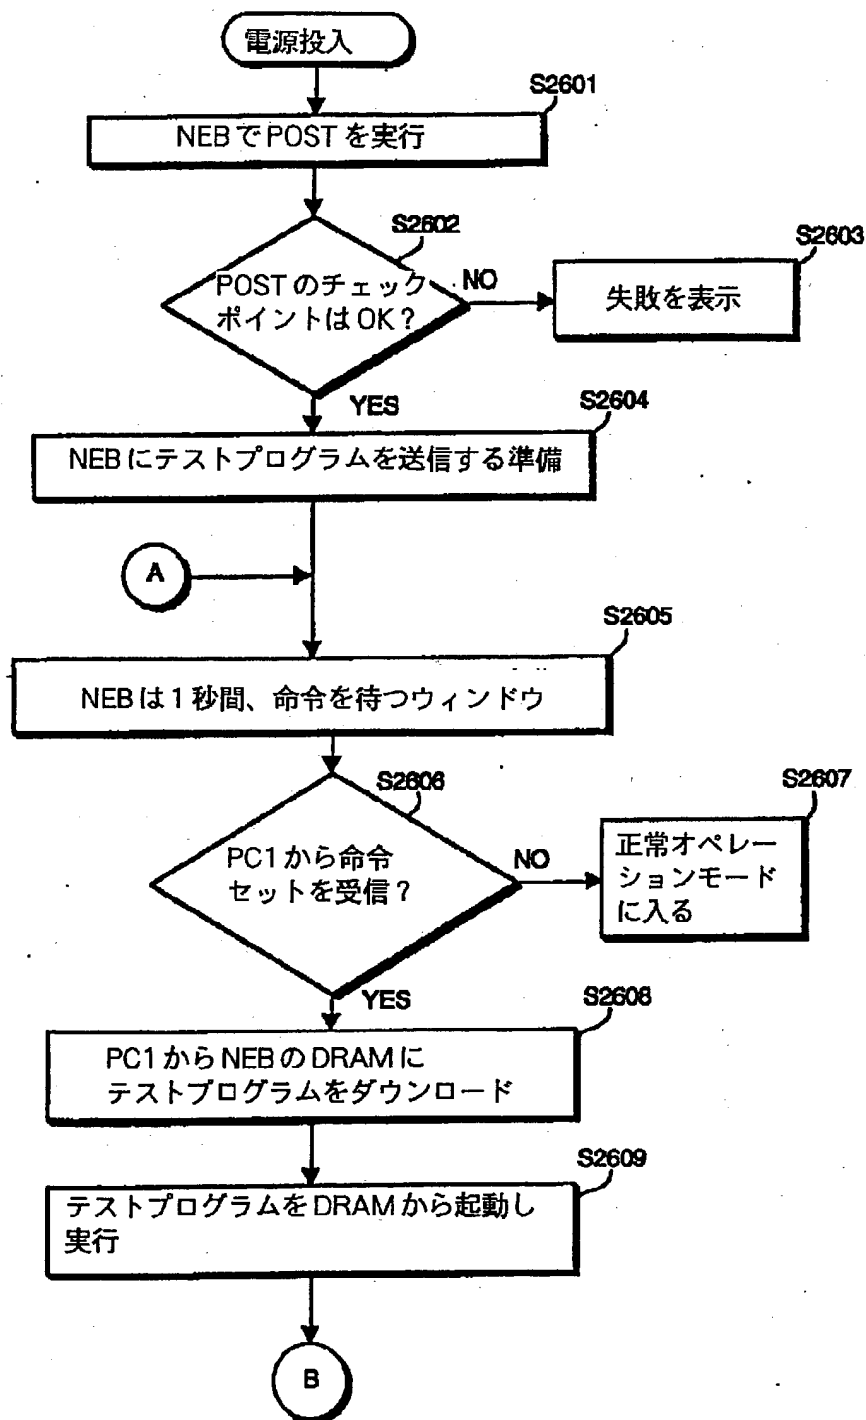 電源投入
S2601
NEBでPOSTを実行
S2602
POSTのチェック
ポイントはOK?
NO
S2603
失敗を表示
YES
S2604
NEBにテストプログラムを送信する準備
A
S2605
NEBは1秒間、命令を待つウィンドウ
S2606
PC1から命令
セットを受信?
NO
S2607
正常オペレー
ションモード
に入る
YES
S2608
PC1からNEBのDRAMに
テストプログラムをダウンロード
S2609
テストプログラムをDRAMから起動し
実行
B